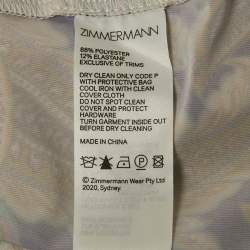 ZIMMERMANN
88% POLYESTER
12% ELASTANE
EXCLUSIVE OF TRIMS
DRY CLEAN ONLY CODE P
WITH PROTECTIVE BAG
COOL IRON WITH CLEAN
COVER CLOTH
DO NOT SPOT CLEAN
COVER AND PROTECT
HARDWARE
TURN GARMENT INSIDE OUT
BEFORE DRY CLEANING
MADE IN CHINA
P
© Zimmermann Wear Pty Ltd
2020, Sydney